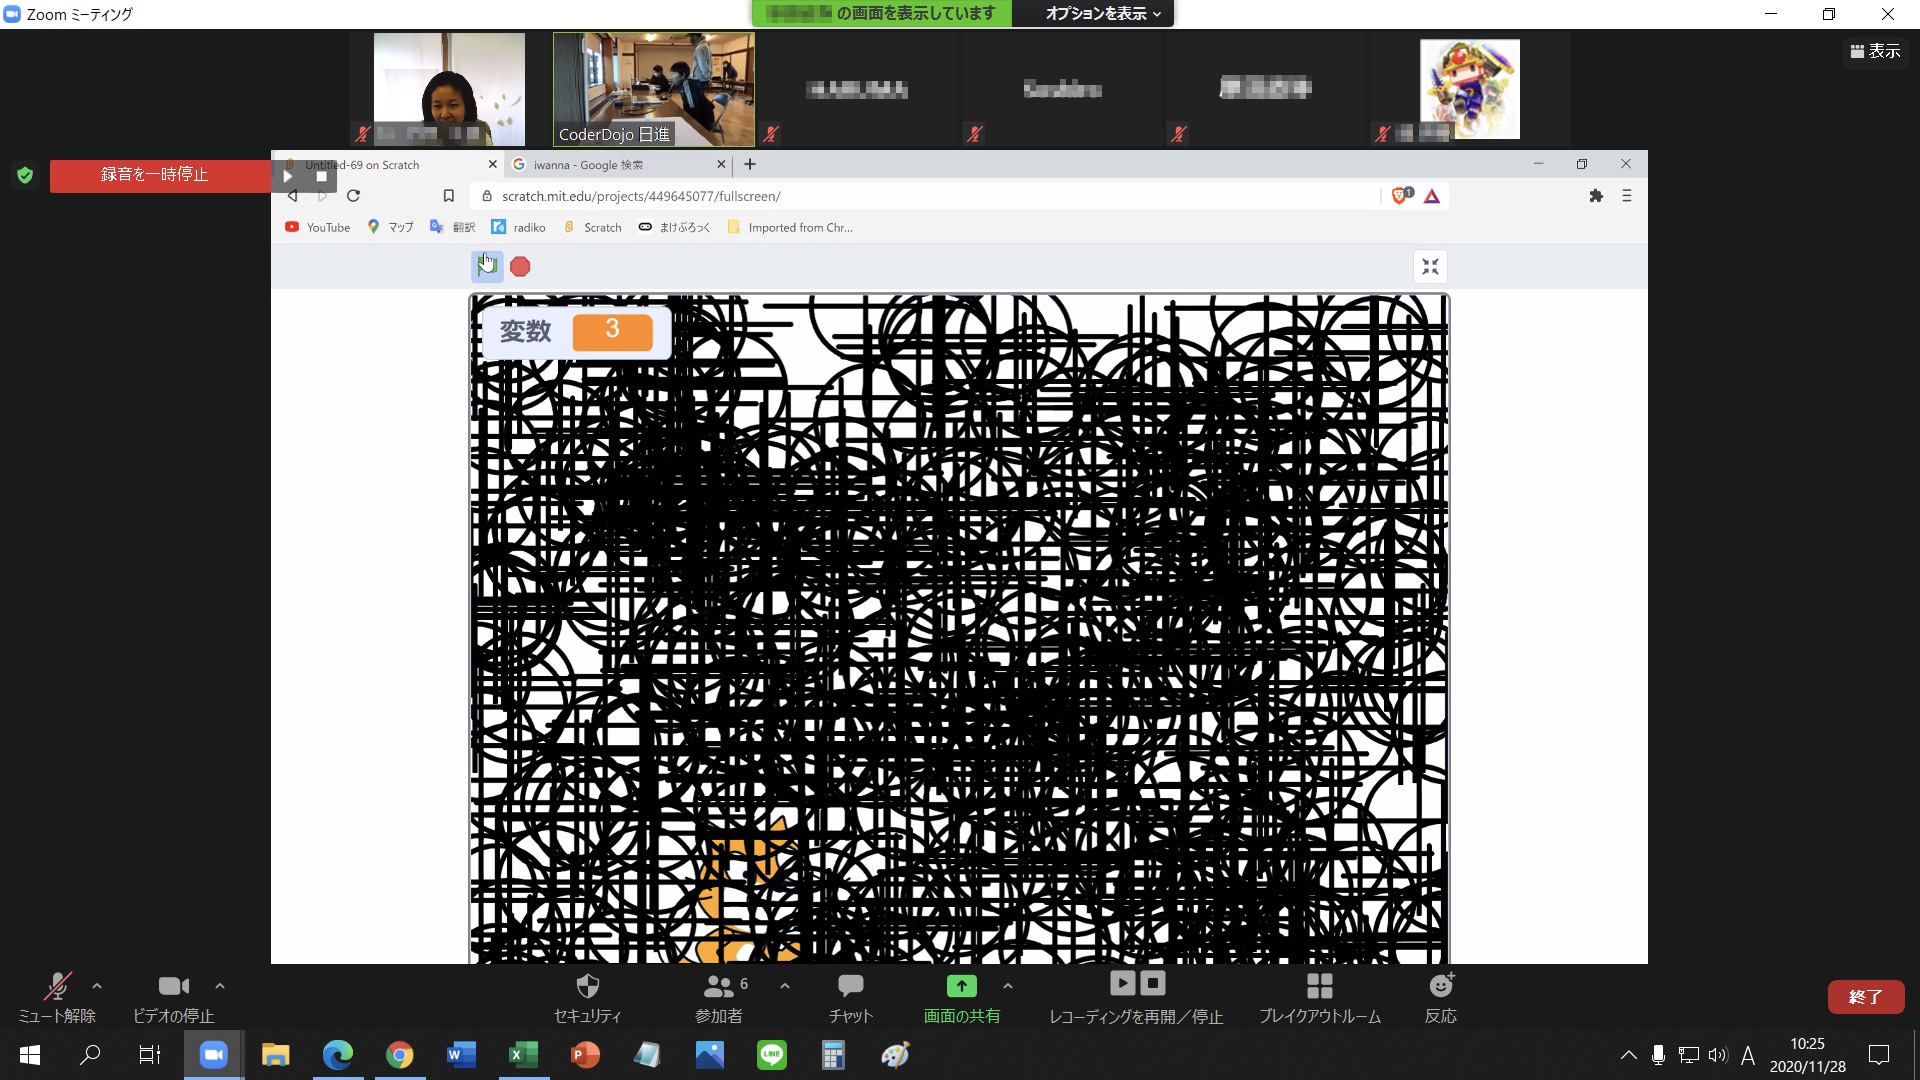 Zoom ミーティング
の画面を表示しています
オプションを表示
表示
CoderDojo 日進
録音を一時停止
Untitled-69 on Scratch
iwanna - Google 検索
scratch.mit.edu/projects/449645077/fullscreen/
1
YouTube
マップ
翻訳
radiko
Scratch
まけぶろっく
Imported from Chr...
変数 3
ミュート解除
ビデオの停止
セキュリティ
参加者
6
チャット
画面の共有
レコーディングを再開／停止
ブレイクアウトルーム
反応
終了
A
10:25
2020/11/28